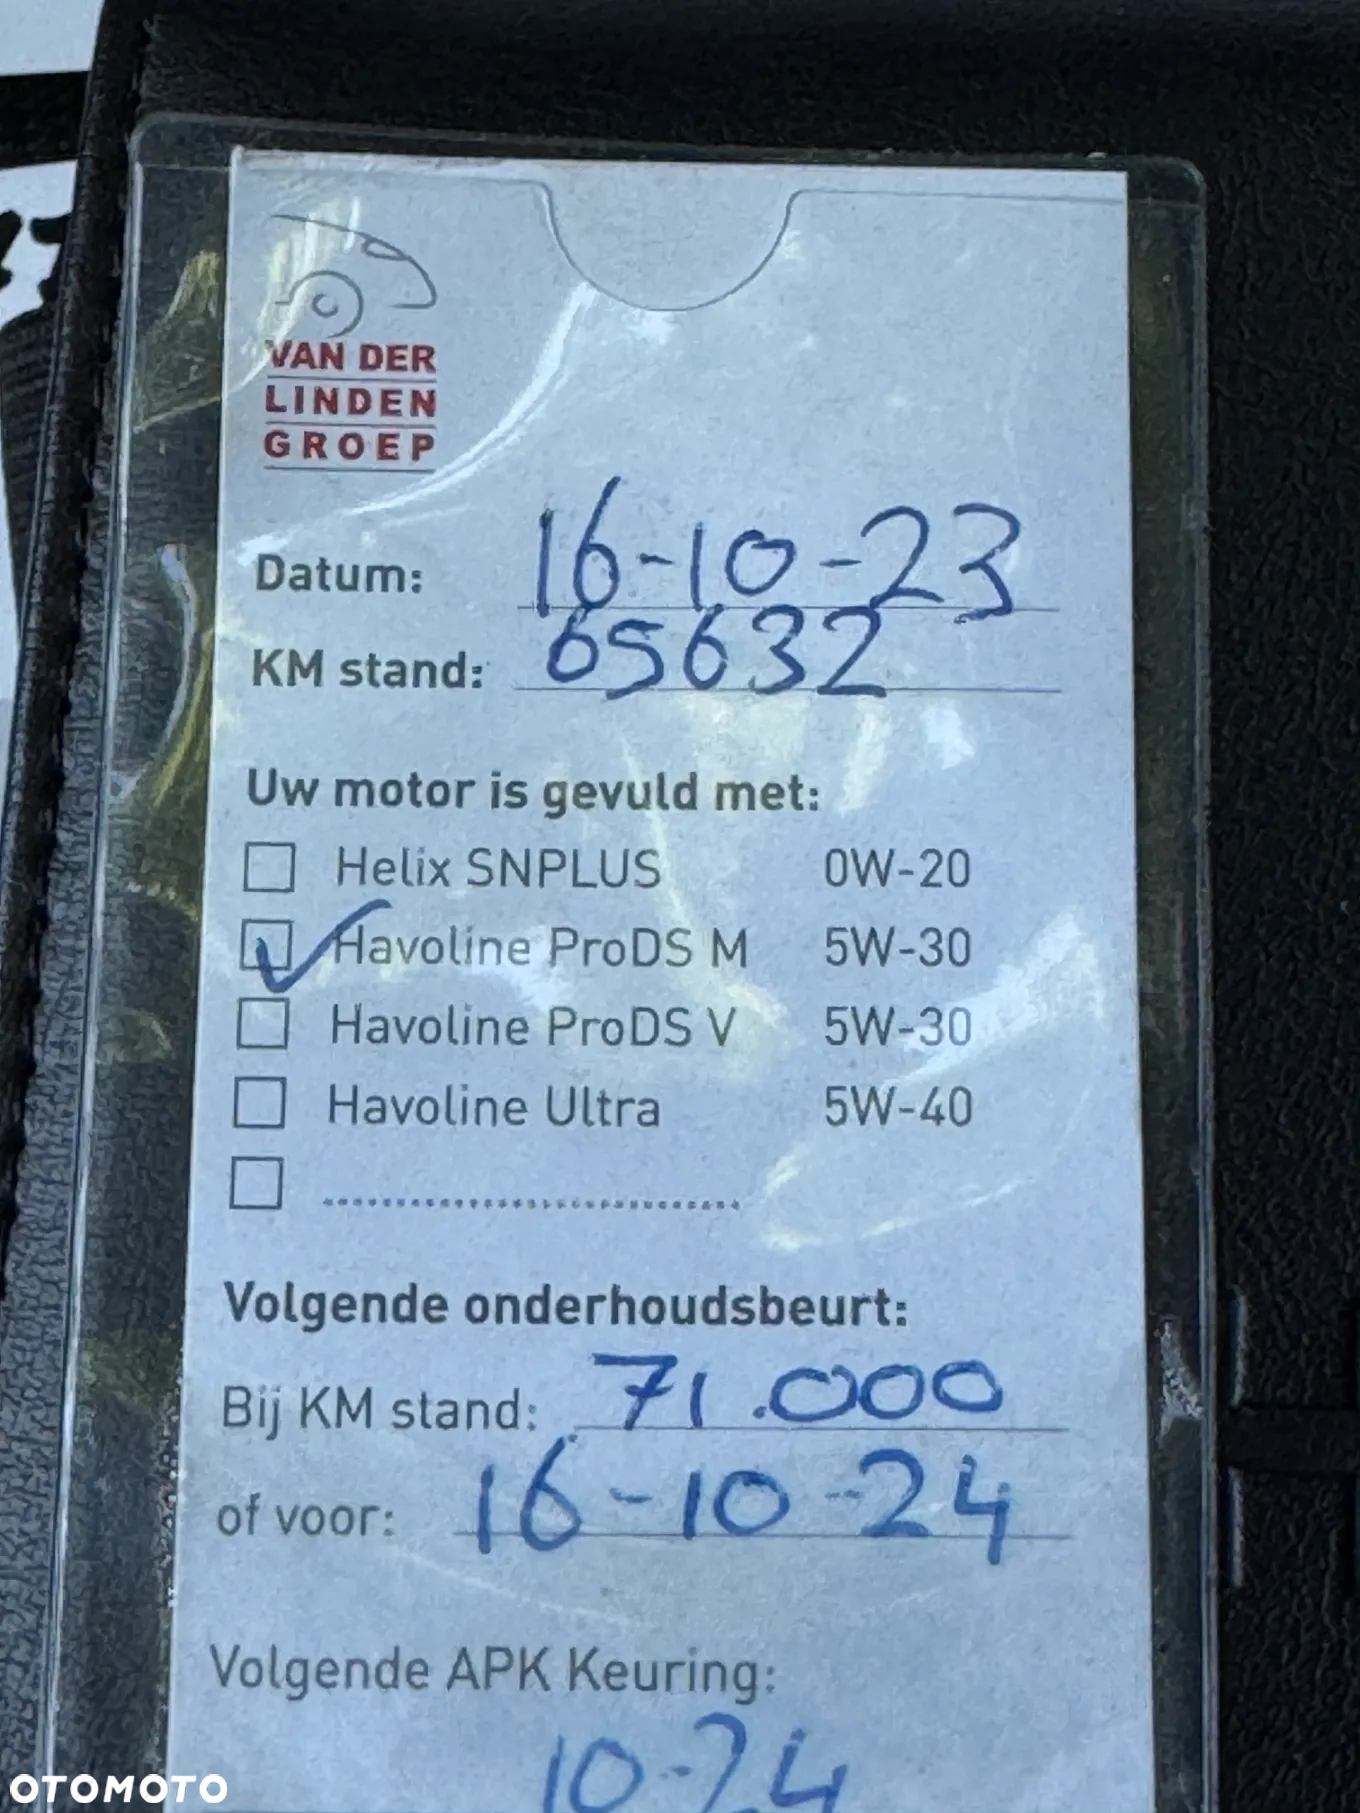 VAN DER
LINDEN
GROEP
Datum: 16-10-23
KM stand: 65632
Uw motor is gevuld met:
Helix SNPLUS 0W-20
Havoline ProDS M 5W-30
Havoline ProDS V 5W-30
Havoline Ultra 5W-40
Volgende onderhoudsbeurt:
Bij KM stand: 71.000
of voor: 16-10-24
Volgende APK Keuring:
10-24
OTOMOTO